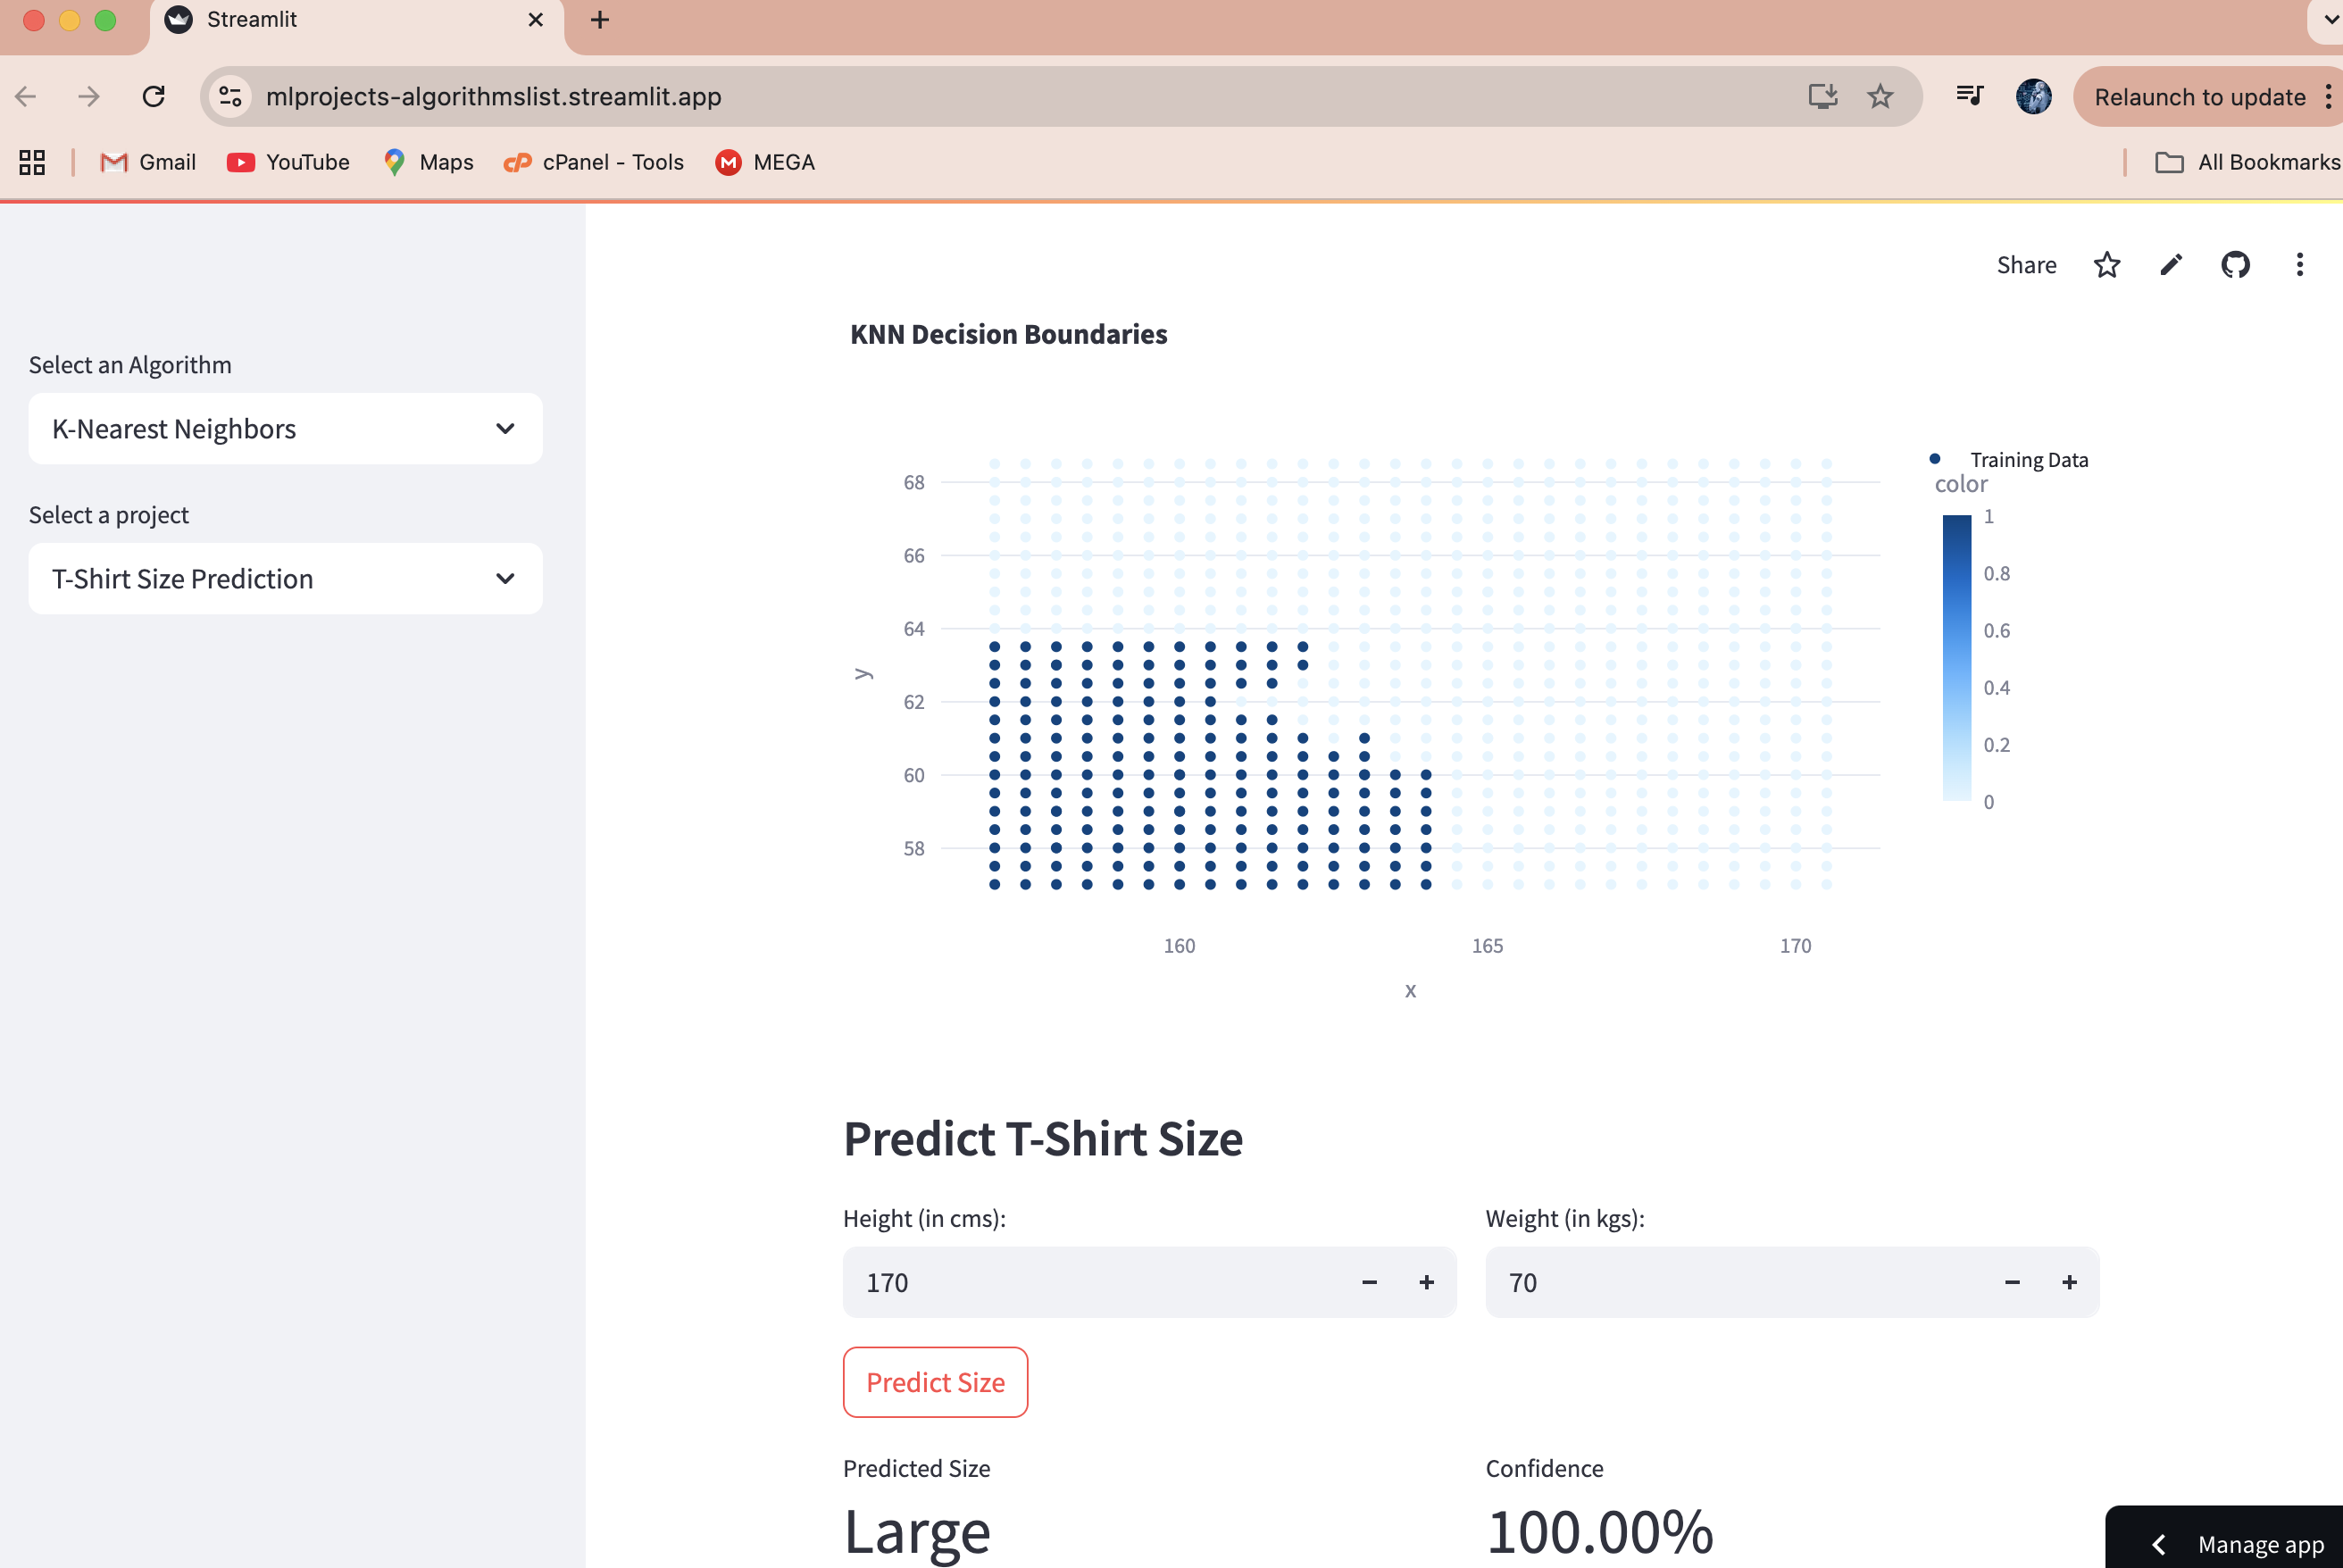 Streamlit
mlprojects-algorithmslist.streamlit.app
Relaunch to update
Gmail
YouTube
Maps
cPanel - Tools
MEGA
All Bookmarks
Share
Select an Algorithm
K-Nearest Neighbors
Select a project
T-Shirt Size Prediction
KNN Decision Boundaries
68
66
64
62
60
58
y
160
165
170
x
Training Data
color
1
0.8
0.6
0.4
0.2
0
Predict T-Shirt Size
Height (in cms):
170
Weight (in kgs):
70
Predict Size
Predicted Size
Large
Confidence
100.00%
Manage app